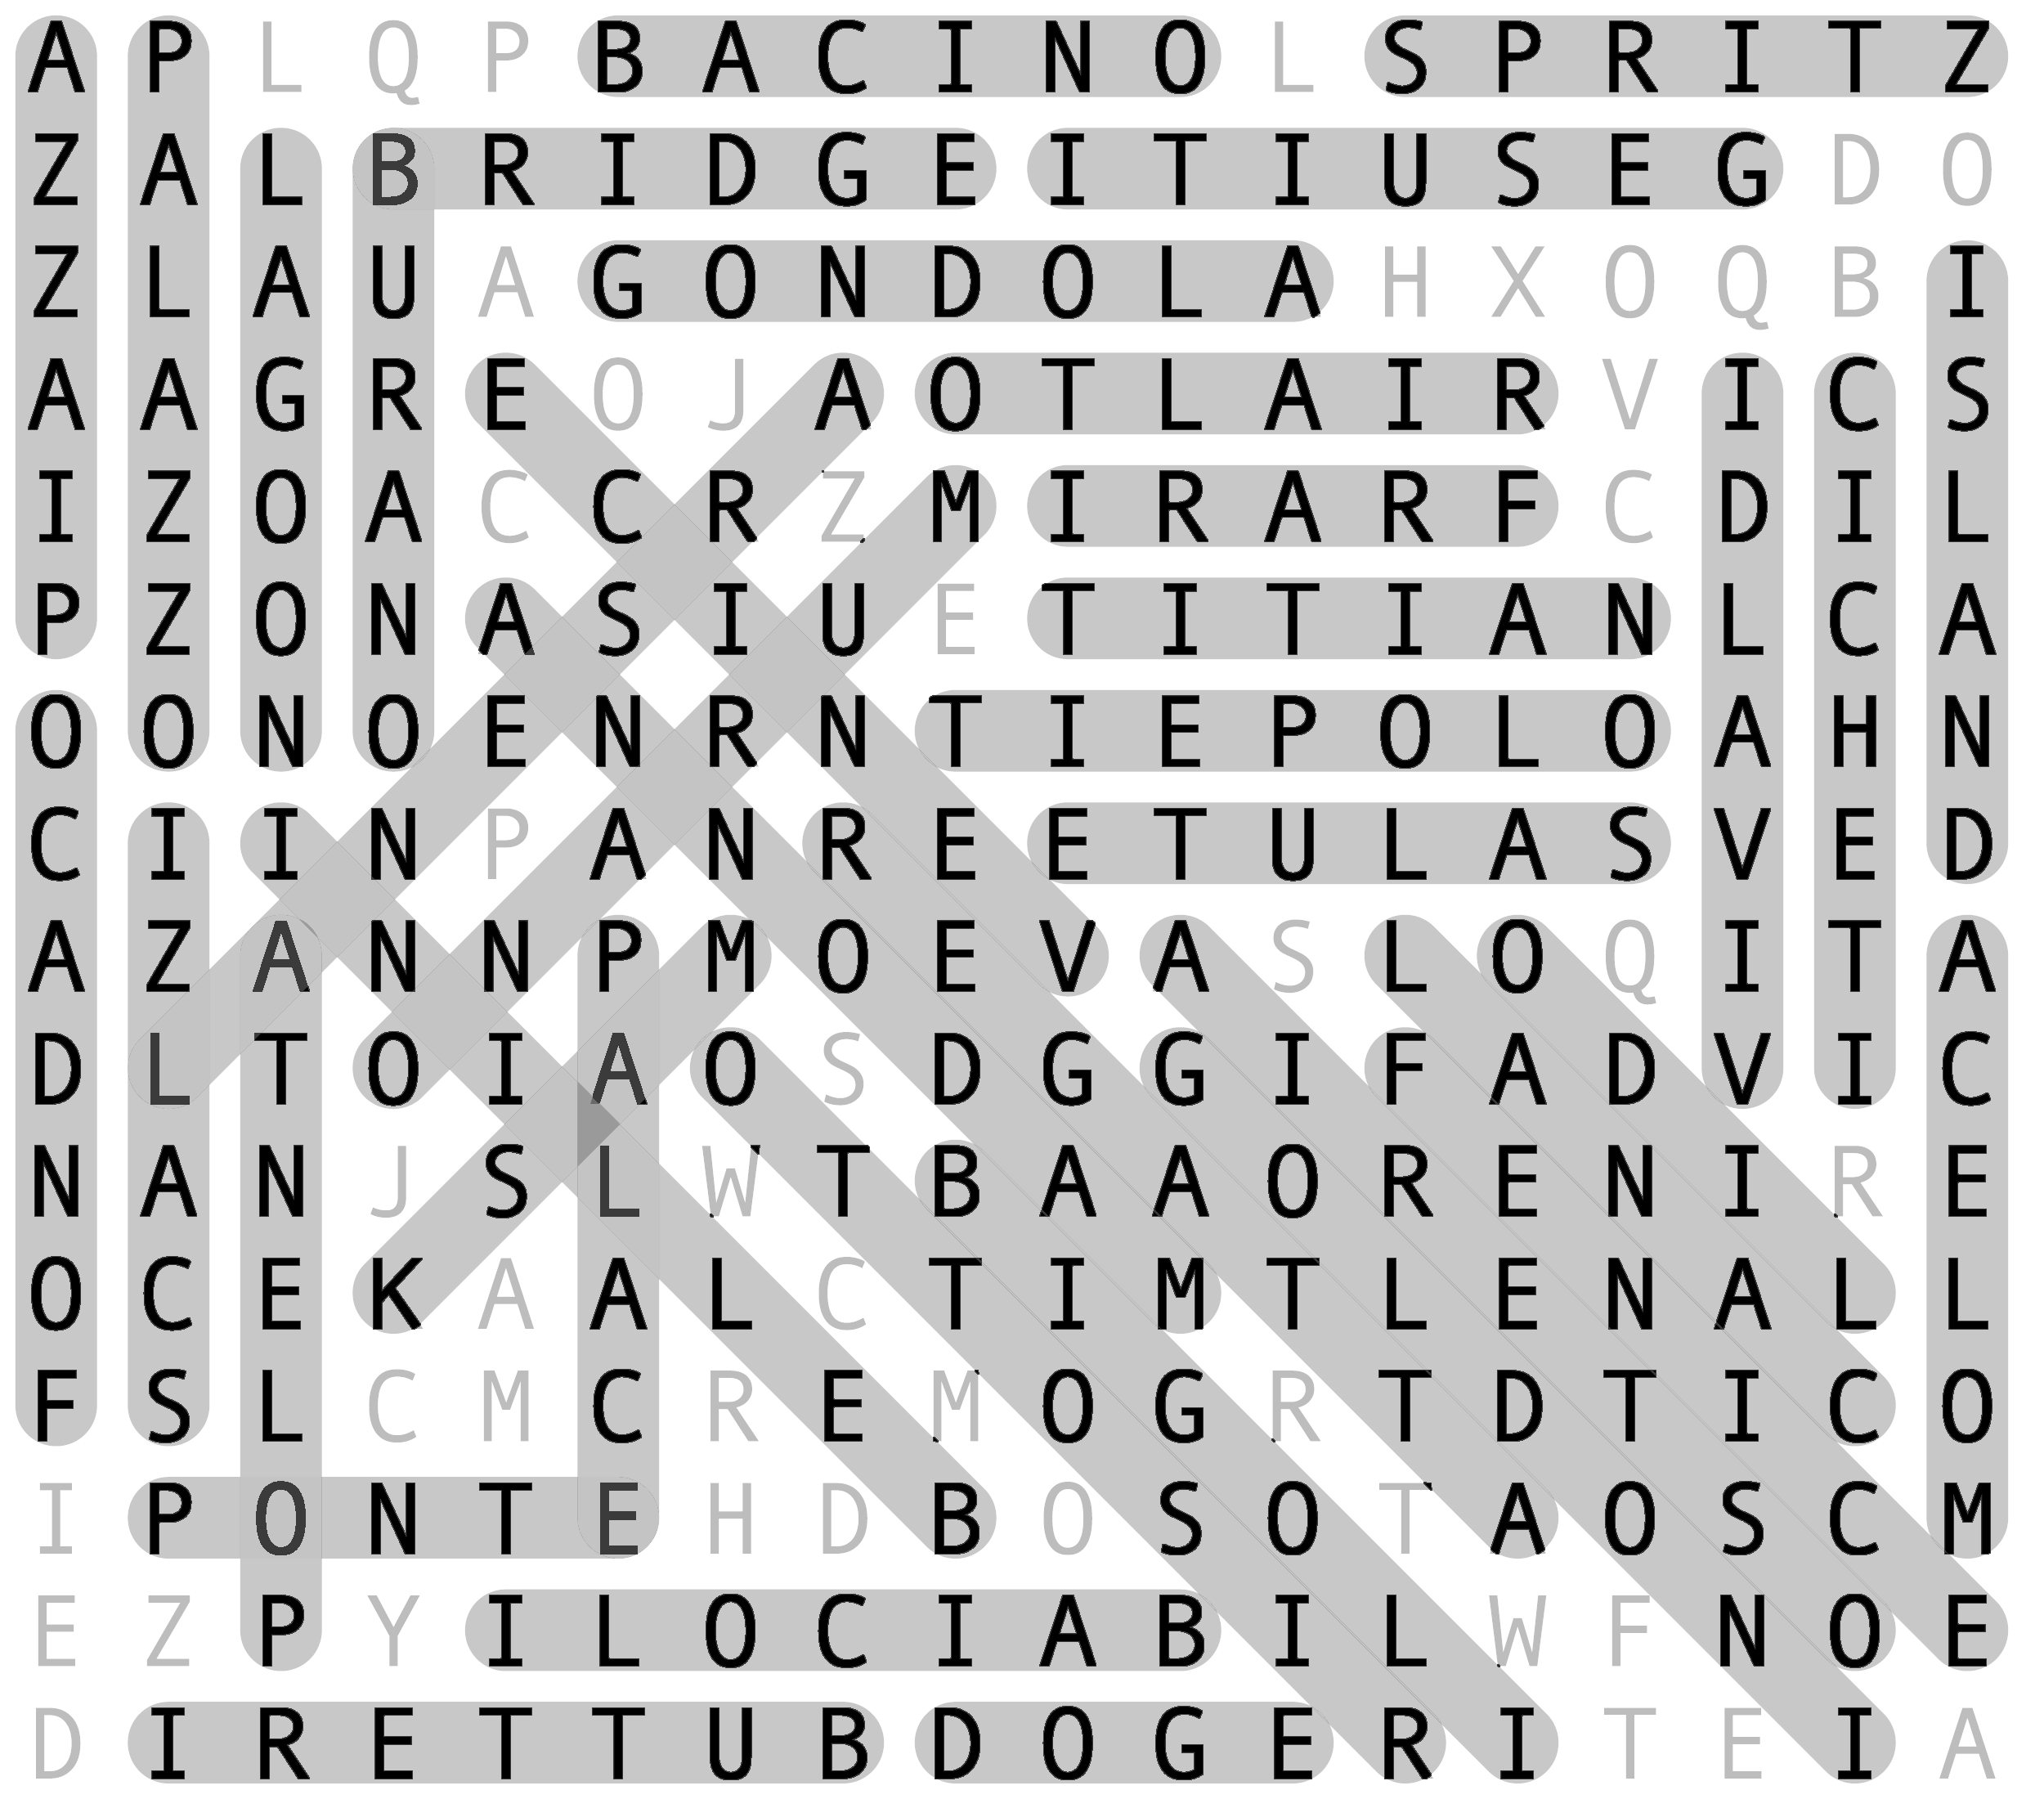 A P L Q P B A C I N O L S P R I T Z
Z A L B R I D G E I T I U S E G D O
Z L A U A G O N D O L A H X O Q B I
A A G R E O J A O T L A I R V I C S
I Z O A C C R Z M I R A R F C D I L
P Z O N A S I U E T I T I A N L C A
O O N O E N R N T I E P O L O A H N
C I I N P A N R E E T U L A S V E D
A Z A N N P M O E V A S L O Q I T A
D L T O I A O S D G G I F A D V I C
N A N J S L W T B A A O R E N I R E
O C E K A A L C T I M T L E N A L L
F S L C M C R E M O G R T D T I C O
I P O N T E H D B O S O T A O S C M
E Z P Y I L O C I A B I L W F N O E
D I R E T T U B D O G E R I T E I A